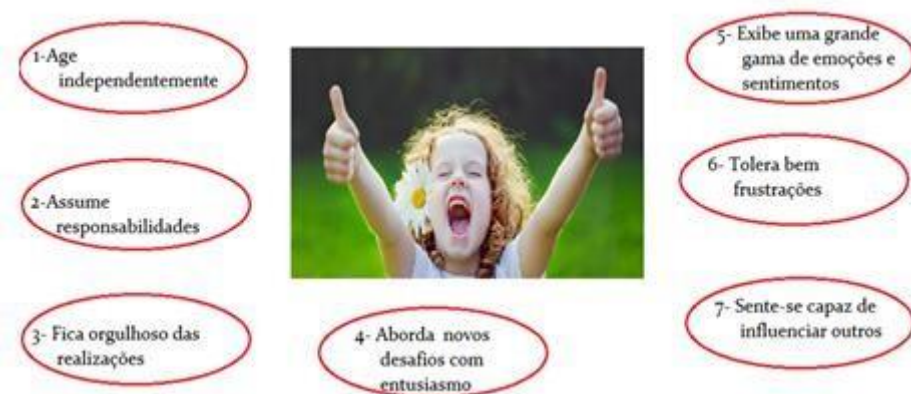 1-Age
independentemente
2-Assume
responsabilidades
3- Fica orgulhoso das
realizações
4- Aborda novos
desafios com
entusiasmo
5- Exibe uma grande
gama de emoções e
sentimentos
6- Tolera bem
frustrações
7- Sente-se capaz de
influenciar outros